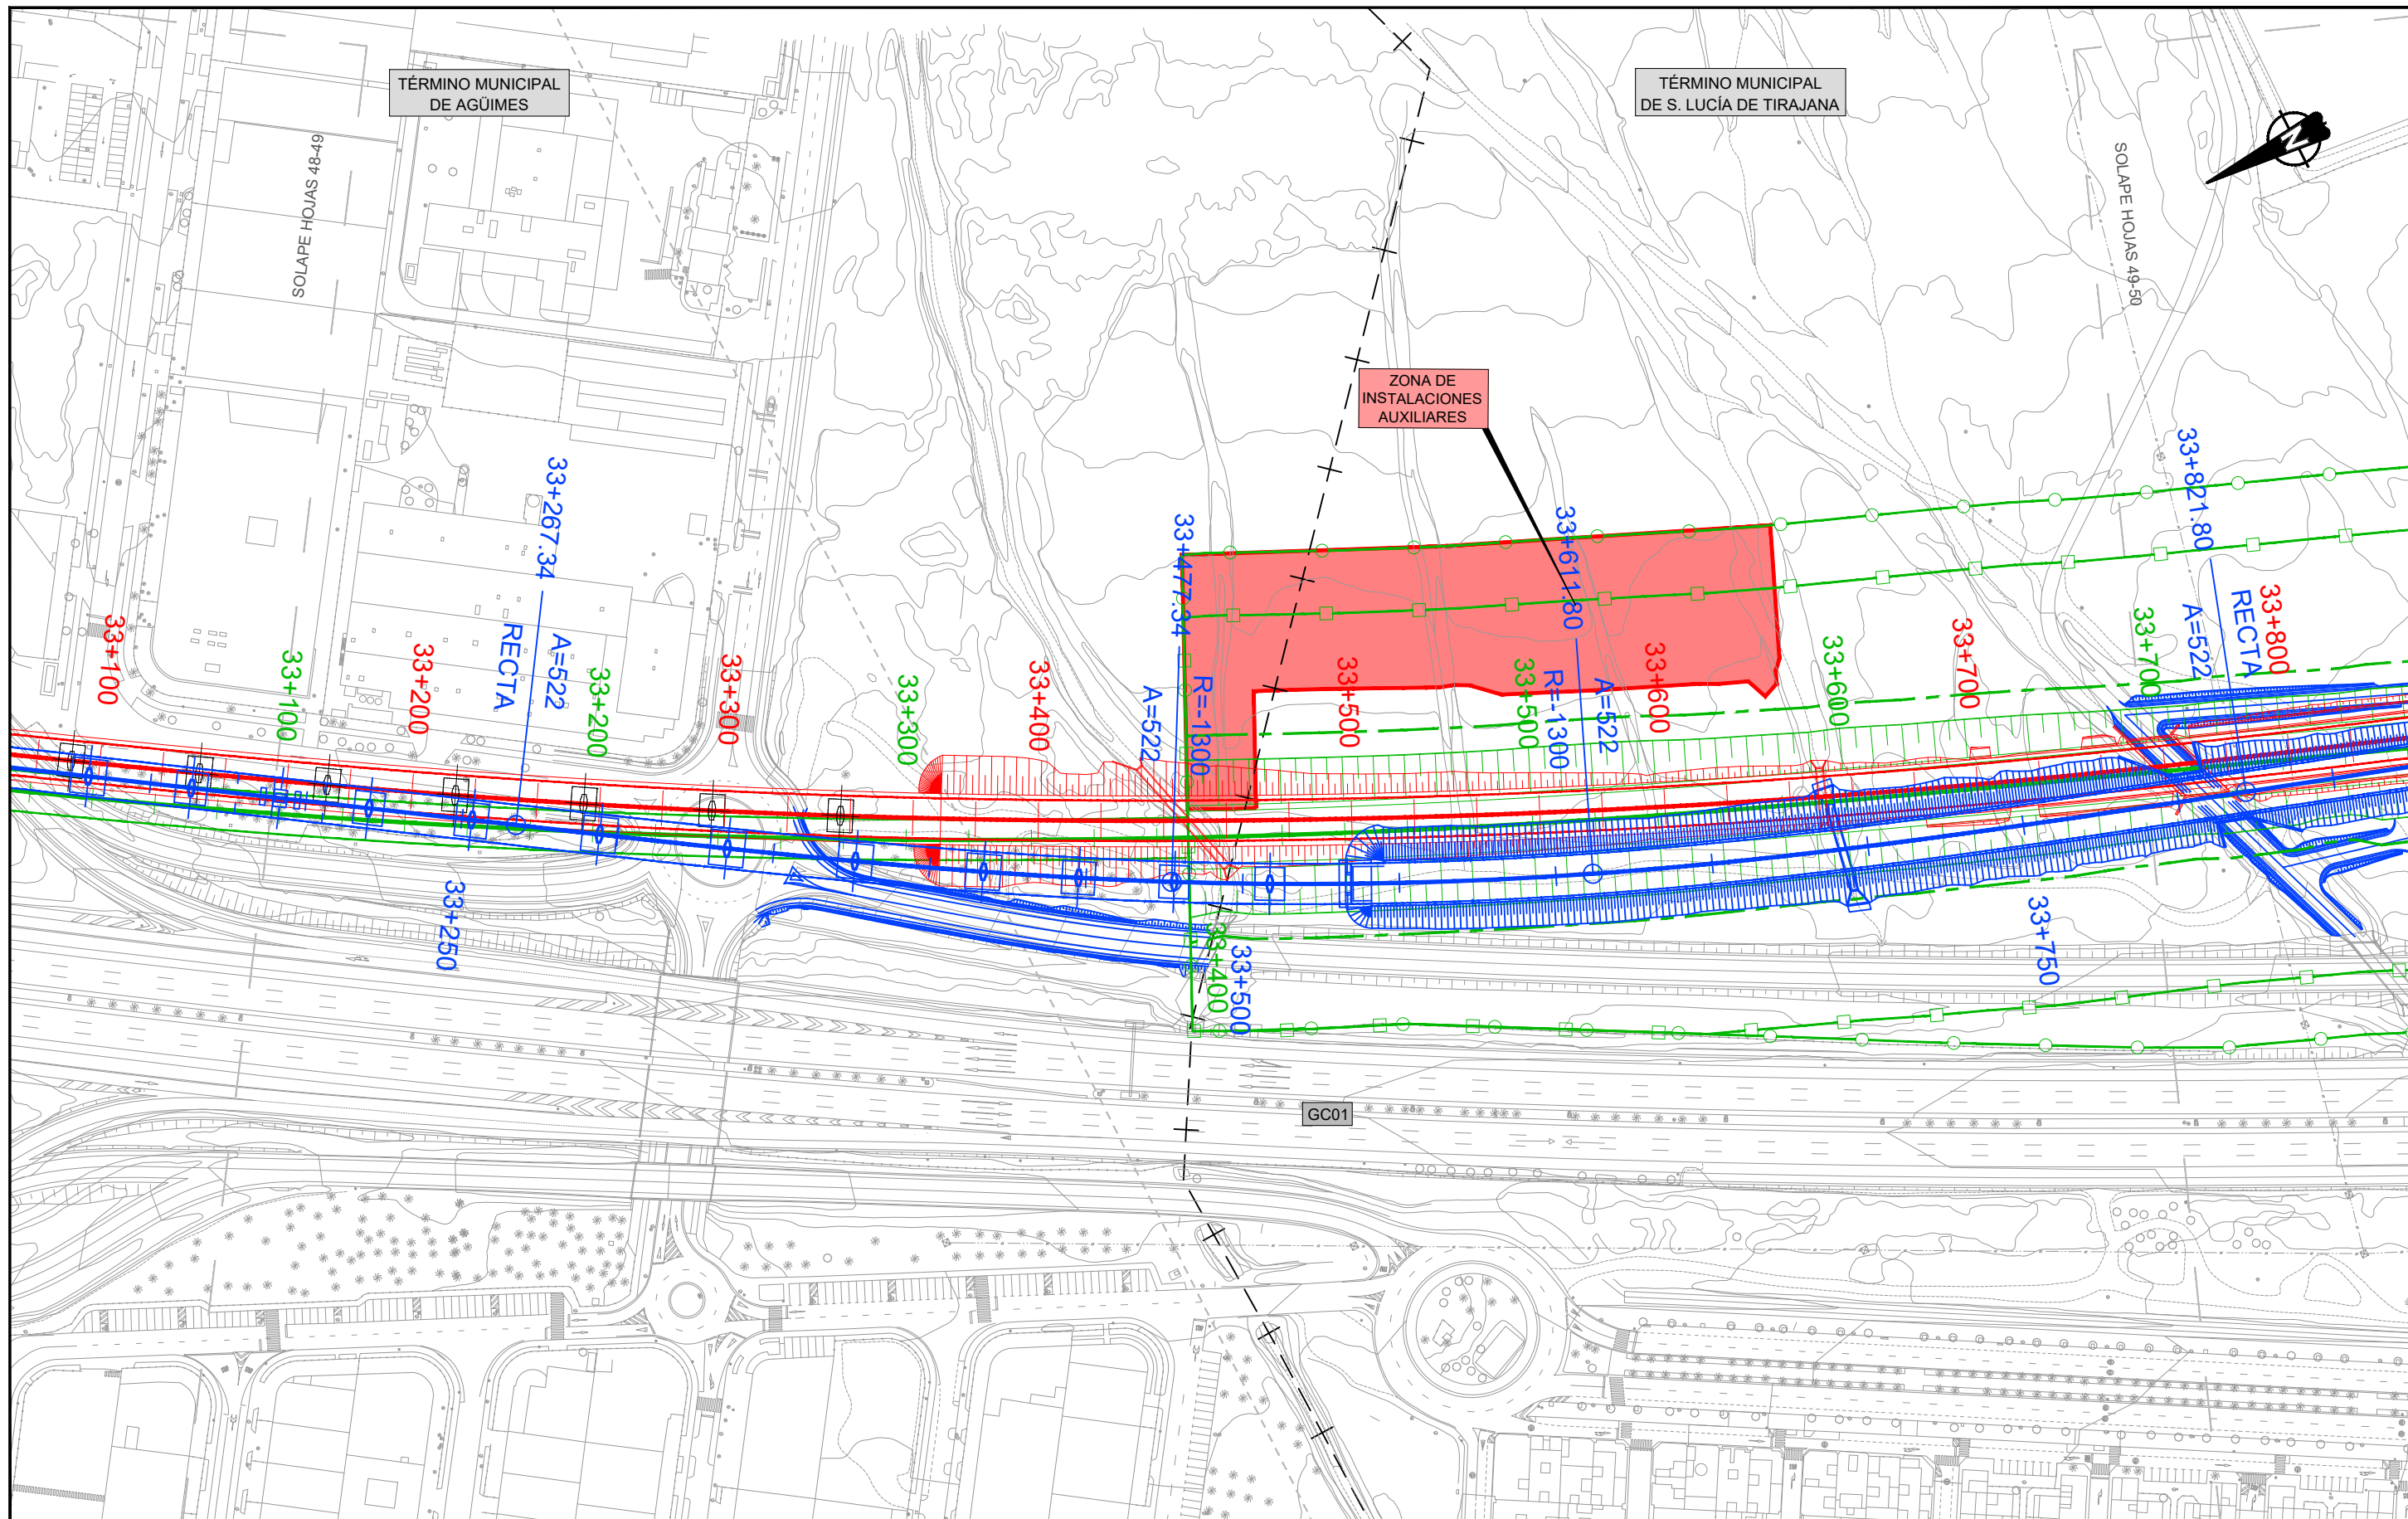 TÉRMINO MUNICIPAL
DE AGÜIMES
TÉRMINO MUNICIPAL
DE S. LUCÍA DE TIRAJANA
N
SOLAPE HOJAS 48-49
SOLAPE HOJAS 49-50
ZONA DE
INSTALACIONES
AUXILIARES
33+267.34
RECTA
A=522
33+477.34
A=522
R=-1300
33+611.80
R=-1300
A=522
33+821.80
A=522
RECTA
33+100
33+100
33+2000
33+200
33+300
33+300
33+400
33+500
33+500
33+600
33+600
33+700
33+700
33+800
33+250
33+400
33+500
33+750
GC01